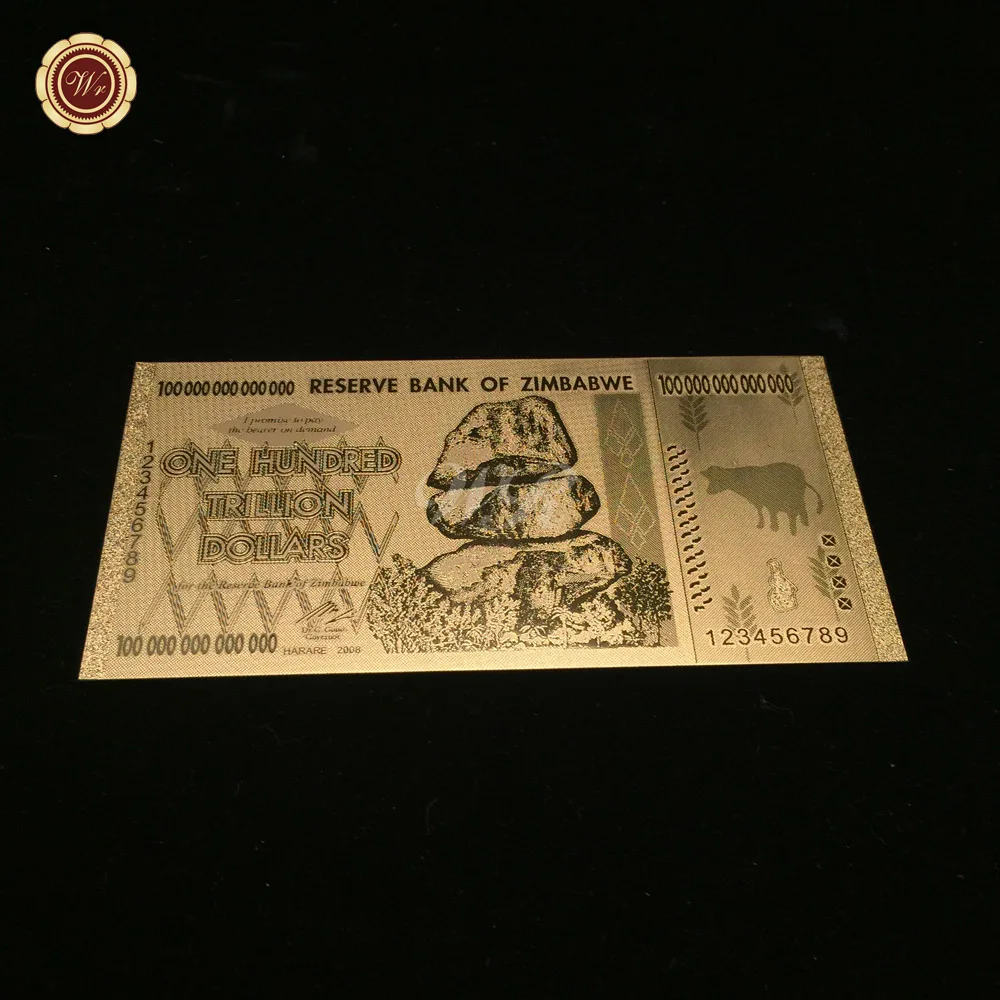 Wr
100 000 000 000 000 RESERVE BANK OF ZIMBABWE 100 000 000 000 000
I promise to pay
the bearer on demand
ONE HUNDRED
TRILLION
DOLLARS
for the Reserve Bank of Zimbabwe
Dr. G. Gono
Governor
100 000 000 000 000 HARARE 2008
123456789
123456789